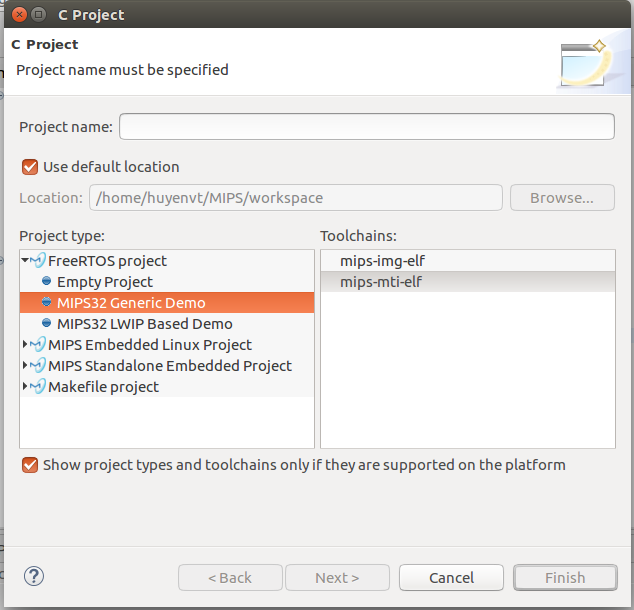 C Project
C Project
Project name must be specified
Project name:
Use default location
Location: /home/huyenvt/MIPS/workspace Browse...
Project type: Toolchains:
FreeRTOS project mips-img-elf
Empty Project mips-mti-elf
MIPS32 Generic Demo
MIPS32 LWIP Based Demo
MIPS Embedded Linux Project
MIPS Standalone Embedded Project
Makefile project
Show project types and toolchains only if they are supported on the platform
? < Back Next > Cancel Finish